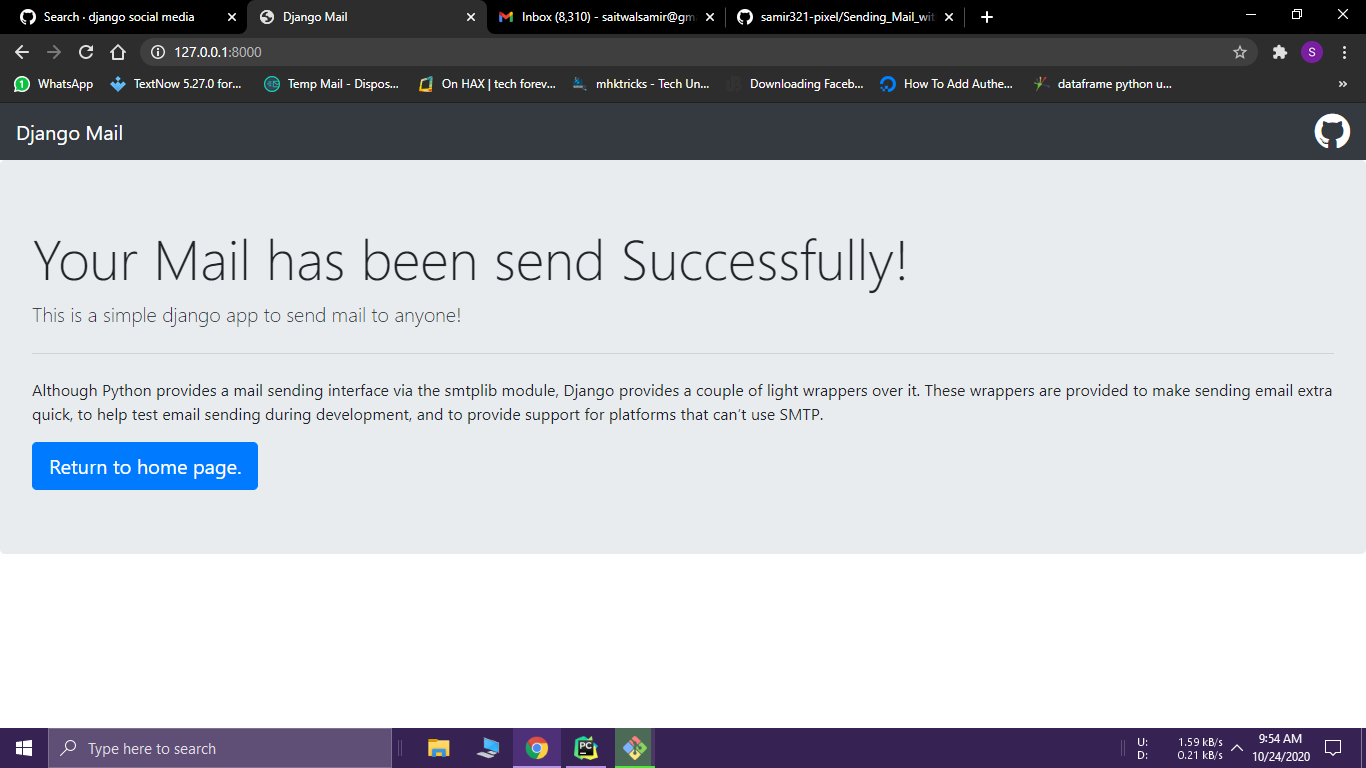 Search · django social media
Django Mail
Inbox (8,310) - saitwalsamir@gm
samir321-pixel/Sending_Mail_wit
127.0.0.1:8000
S
1 WhatsApp
TextNow 5.27.0 for...
Temp Mail - Dispos...
On HAX | tech forev...
mhktricks - Tech Un...
Downloading Faceb...
How To Add Authe...
dataframe python u...
»
Django Mail
Your Mail has been send Successfully!
This is a simple django app to send mail to anyone!
Although Python provides a mail sending interface via the smtplib module, Django provides a couple of light wrappers over it. These wrappers are provided to make sending email extra
quick, to help test email sending during development, and to provide support for platforms that can't use SMTP.
Return to home page.
Type here to search
PC
U: 1.59 kB/s
D: 0.21 kB/s
9:54 AM
10/24/2020